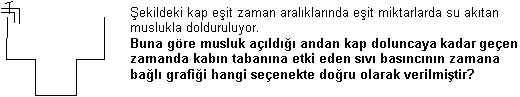 Şekildeki kap eşit zaman aralıklarında eşit miktarlarda su akıtan
muslukla dolduruluyor.
Buna göre musluk açıldığı andan kap doluncaya kadar geçen
zamanda kabın tabanına etki eden sıvı basıncının zamana
bağlı grafiği hangi seçenekte doğru olarak verilmiştir?